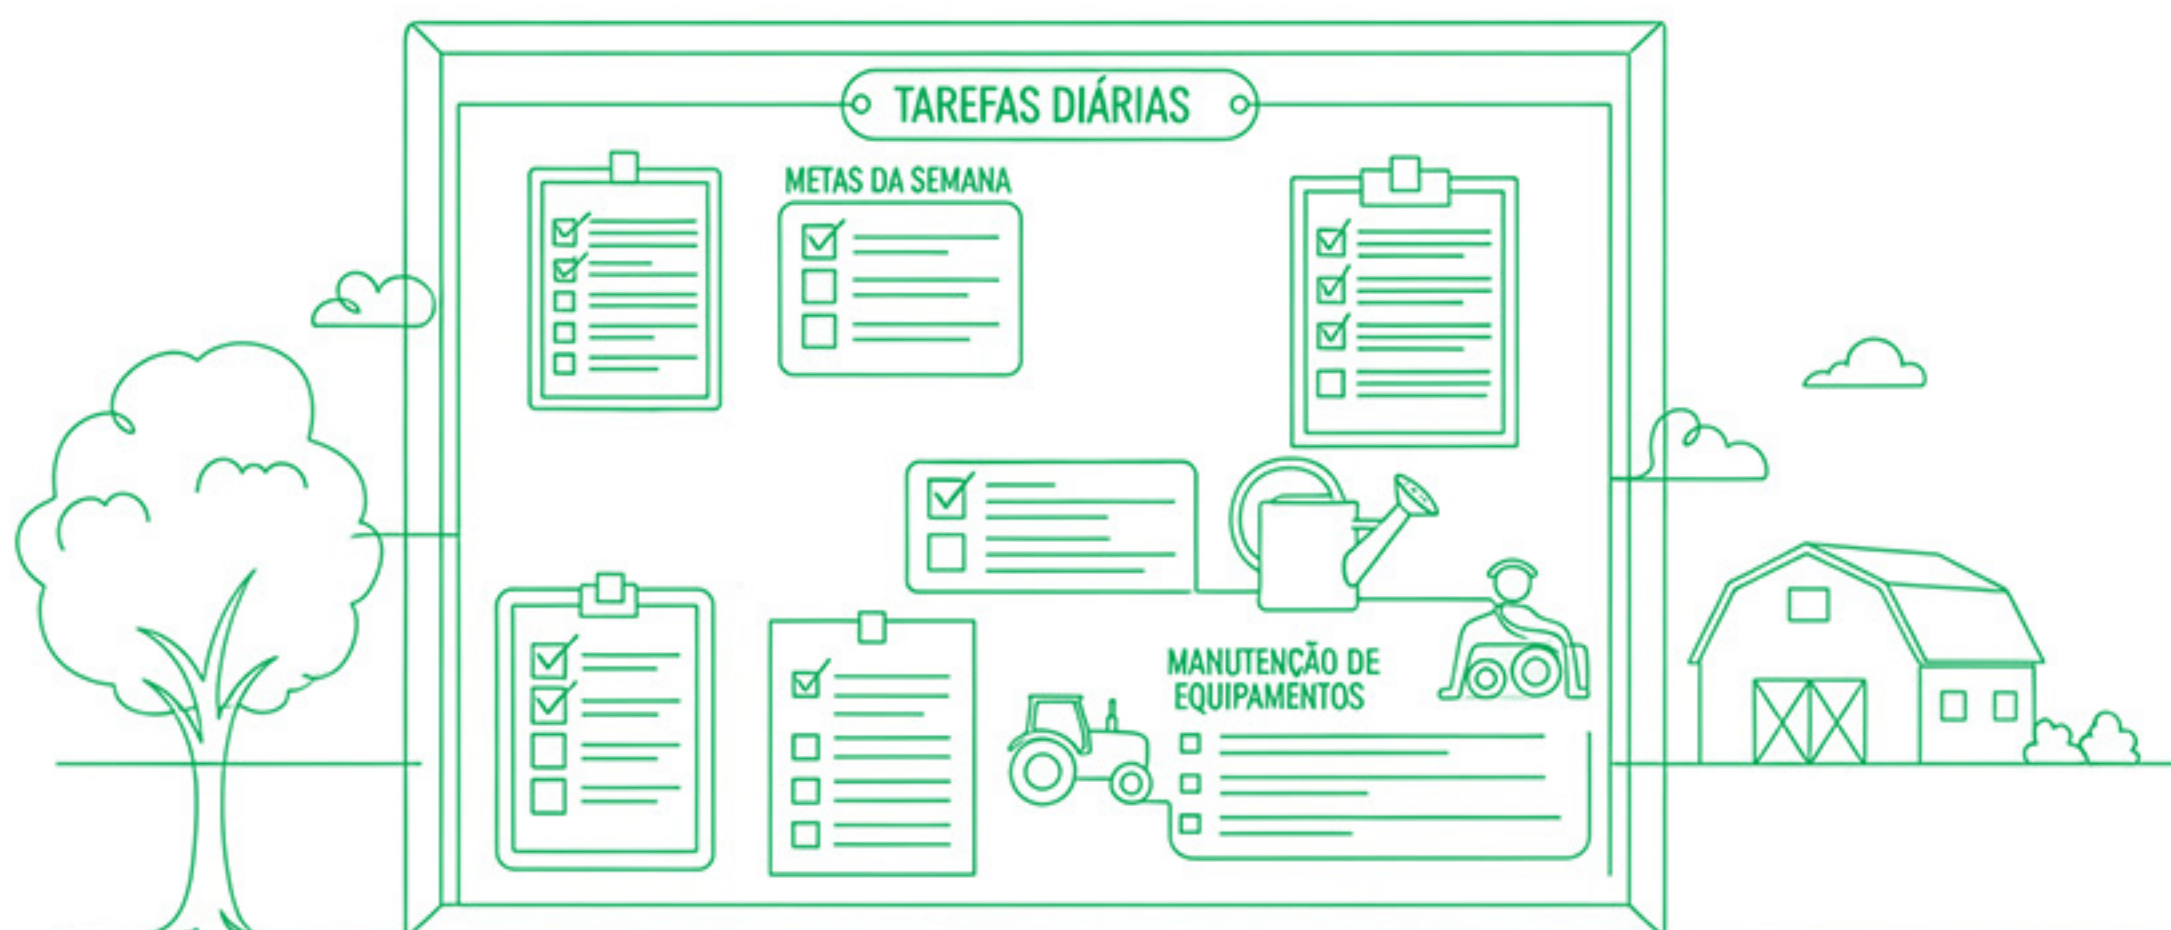 TAREFAS DIÁRIAS
METAS DA SEMANA
MANUTENÇÃO DE
EQUIPAMENTOS